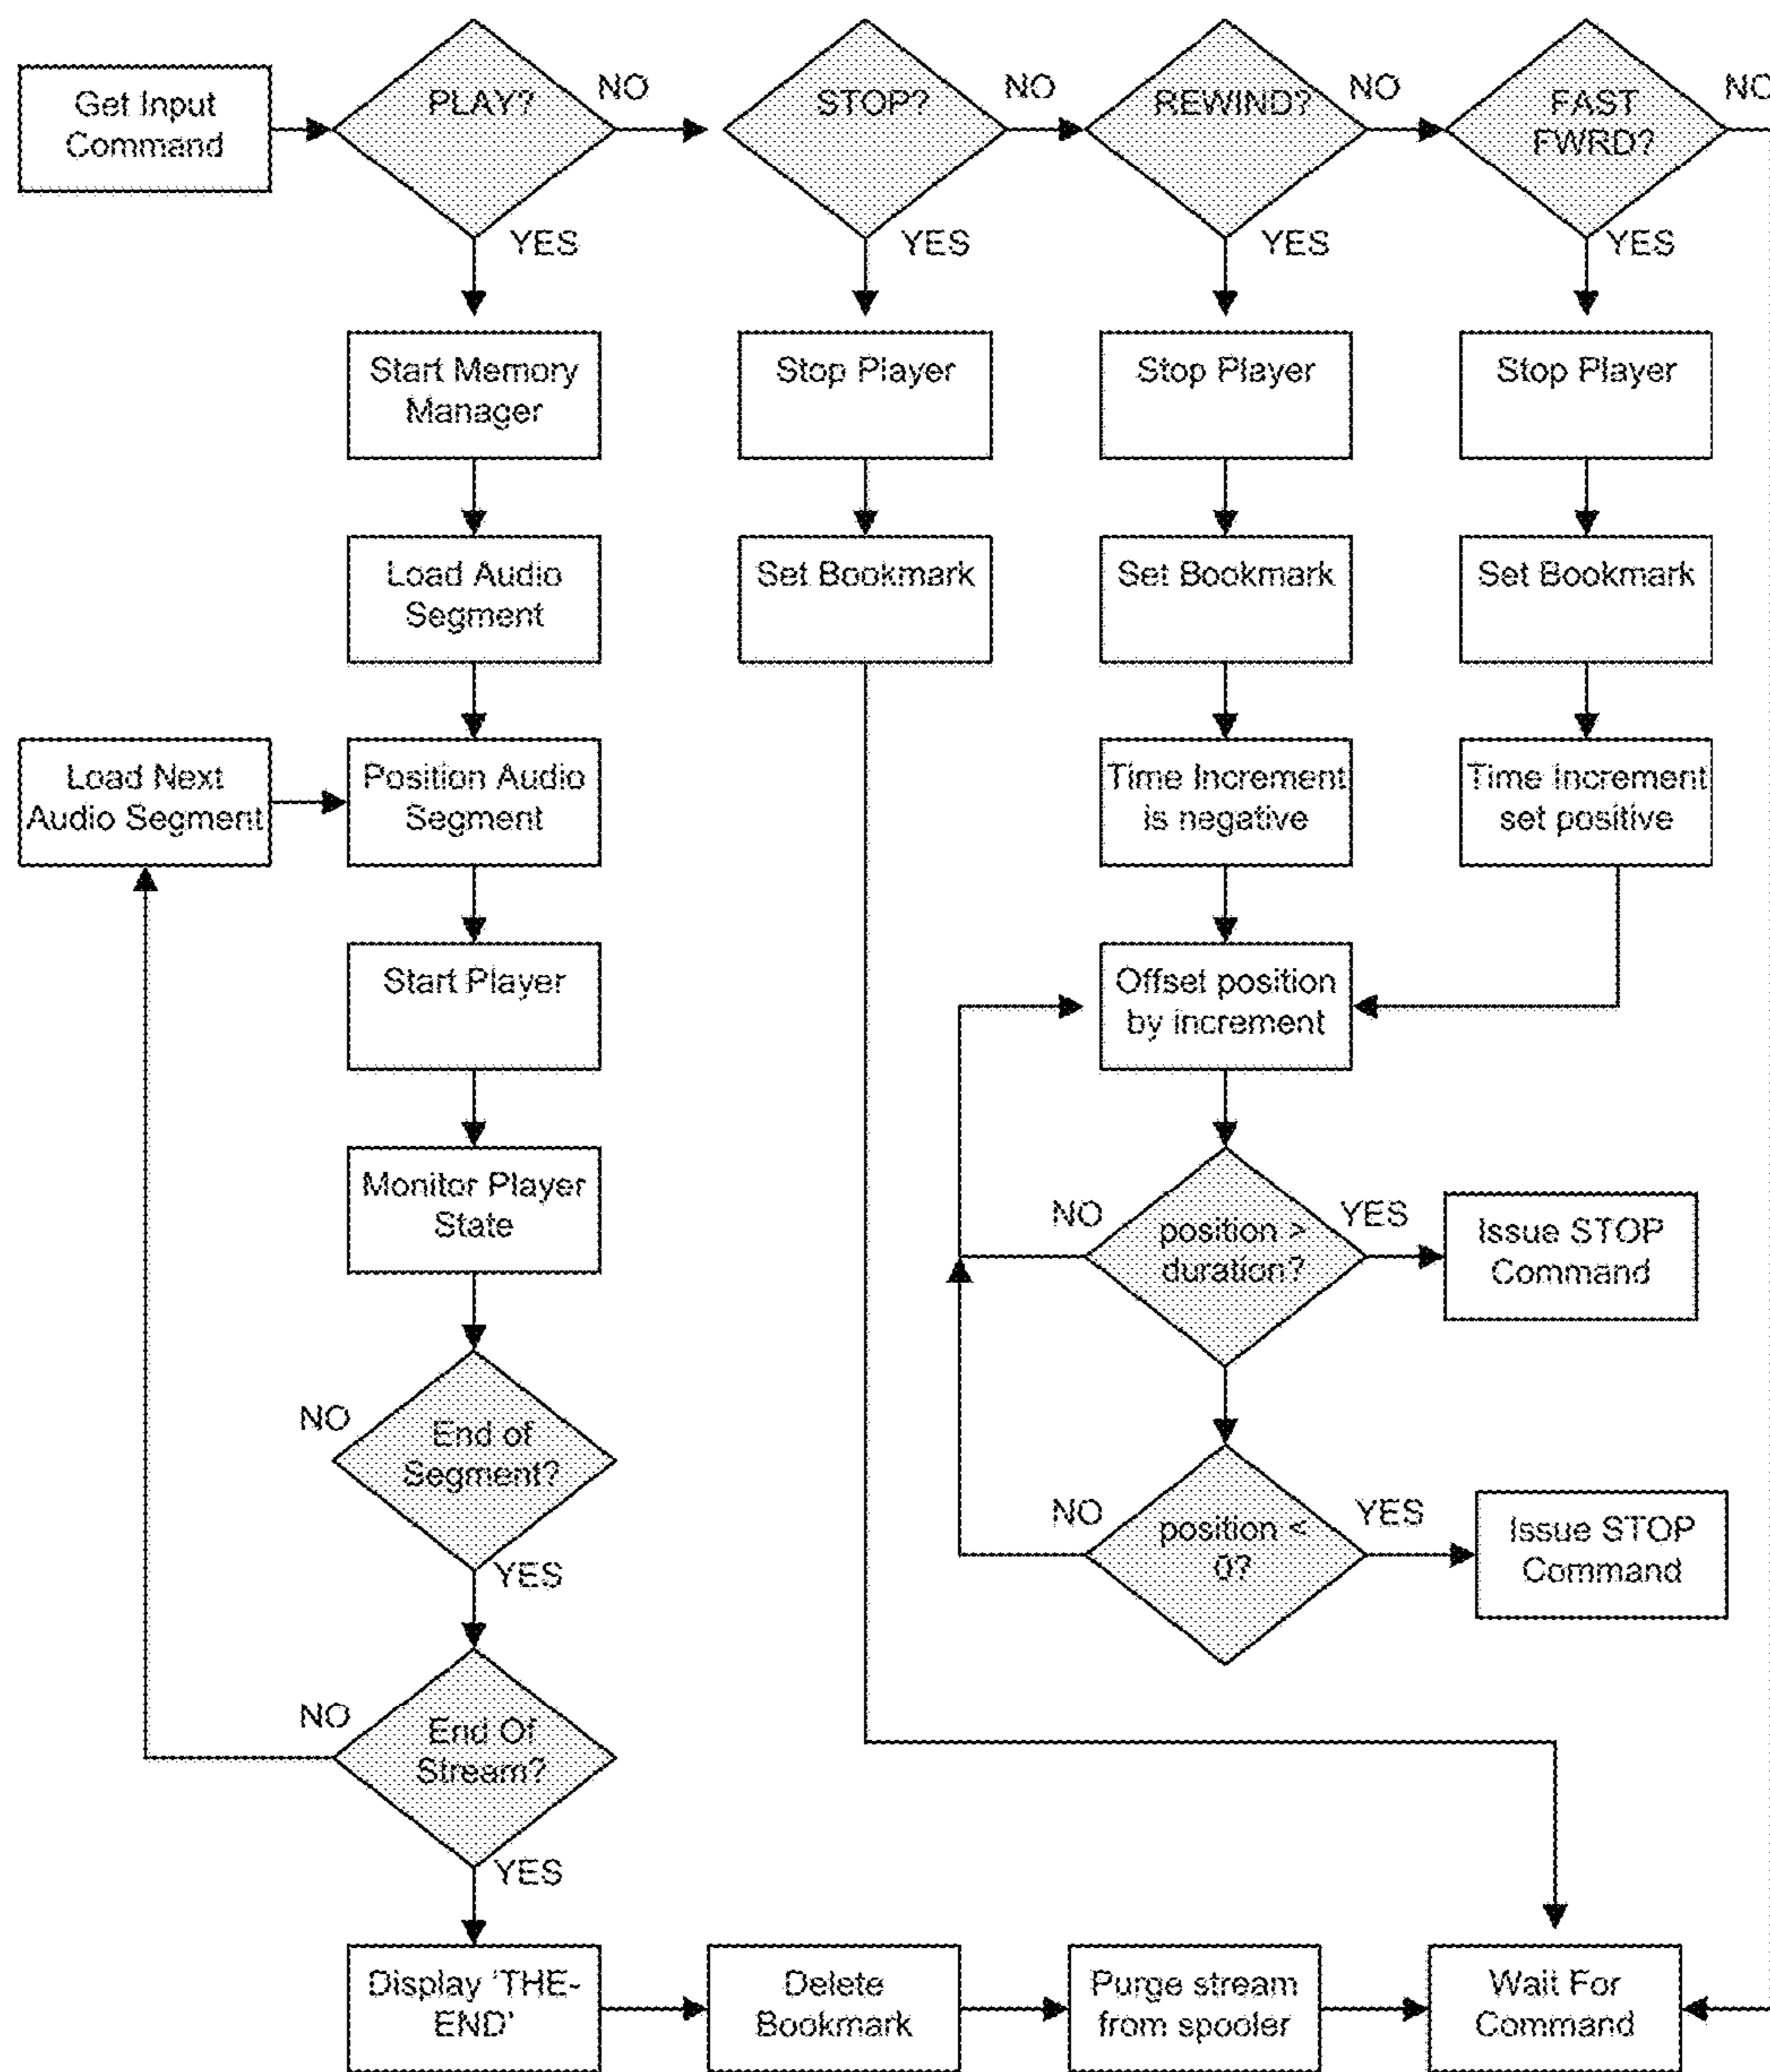 Get Input
Command
PLAY?
NO
STOP?
NO
REWIND?
NO
FAST
FWRD?
NO
YES
YES
YES
YES
Start Memory
Manager
Stop Player
Stop Player
Stop Player
Load Audio
Segment
Set Bookmark
Set Bookmark
Set Bookmark
Load Next
Audio Segment
Position Audio
Segment
Time Increment
is negative
Time Increment
set positive
Start Player
Offset position
by increment
Monitor Player
State
NO
position >
duration?
YES
Issue STOP
Command
NO
End of
Segment?
YES
NO
position <
0?
YES
Issue STOP
Command
NO
End Of
Stream?
YES
Display 'THE-
END'
Delete
Bookmark
Purge stream
from spooler
Wait For
Command